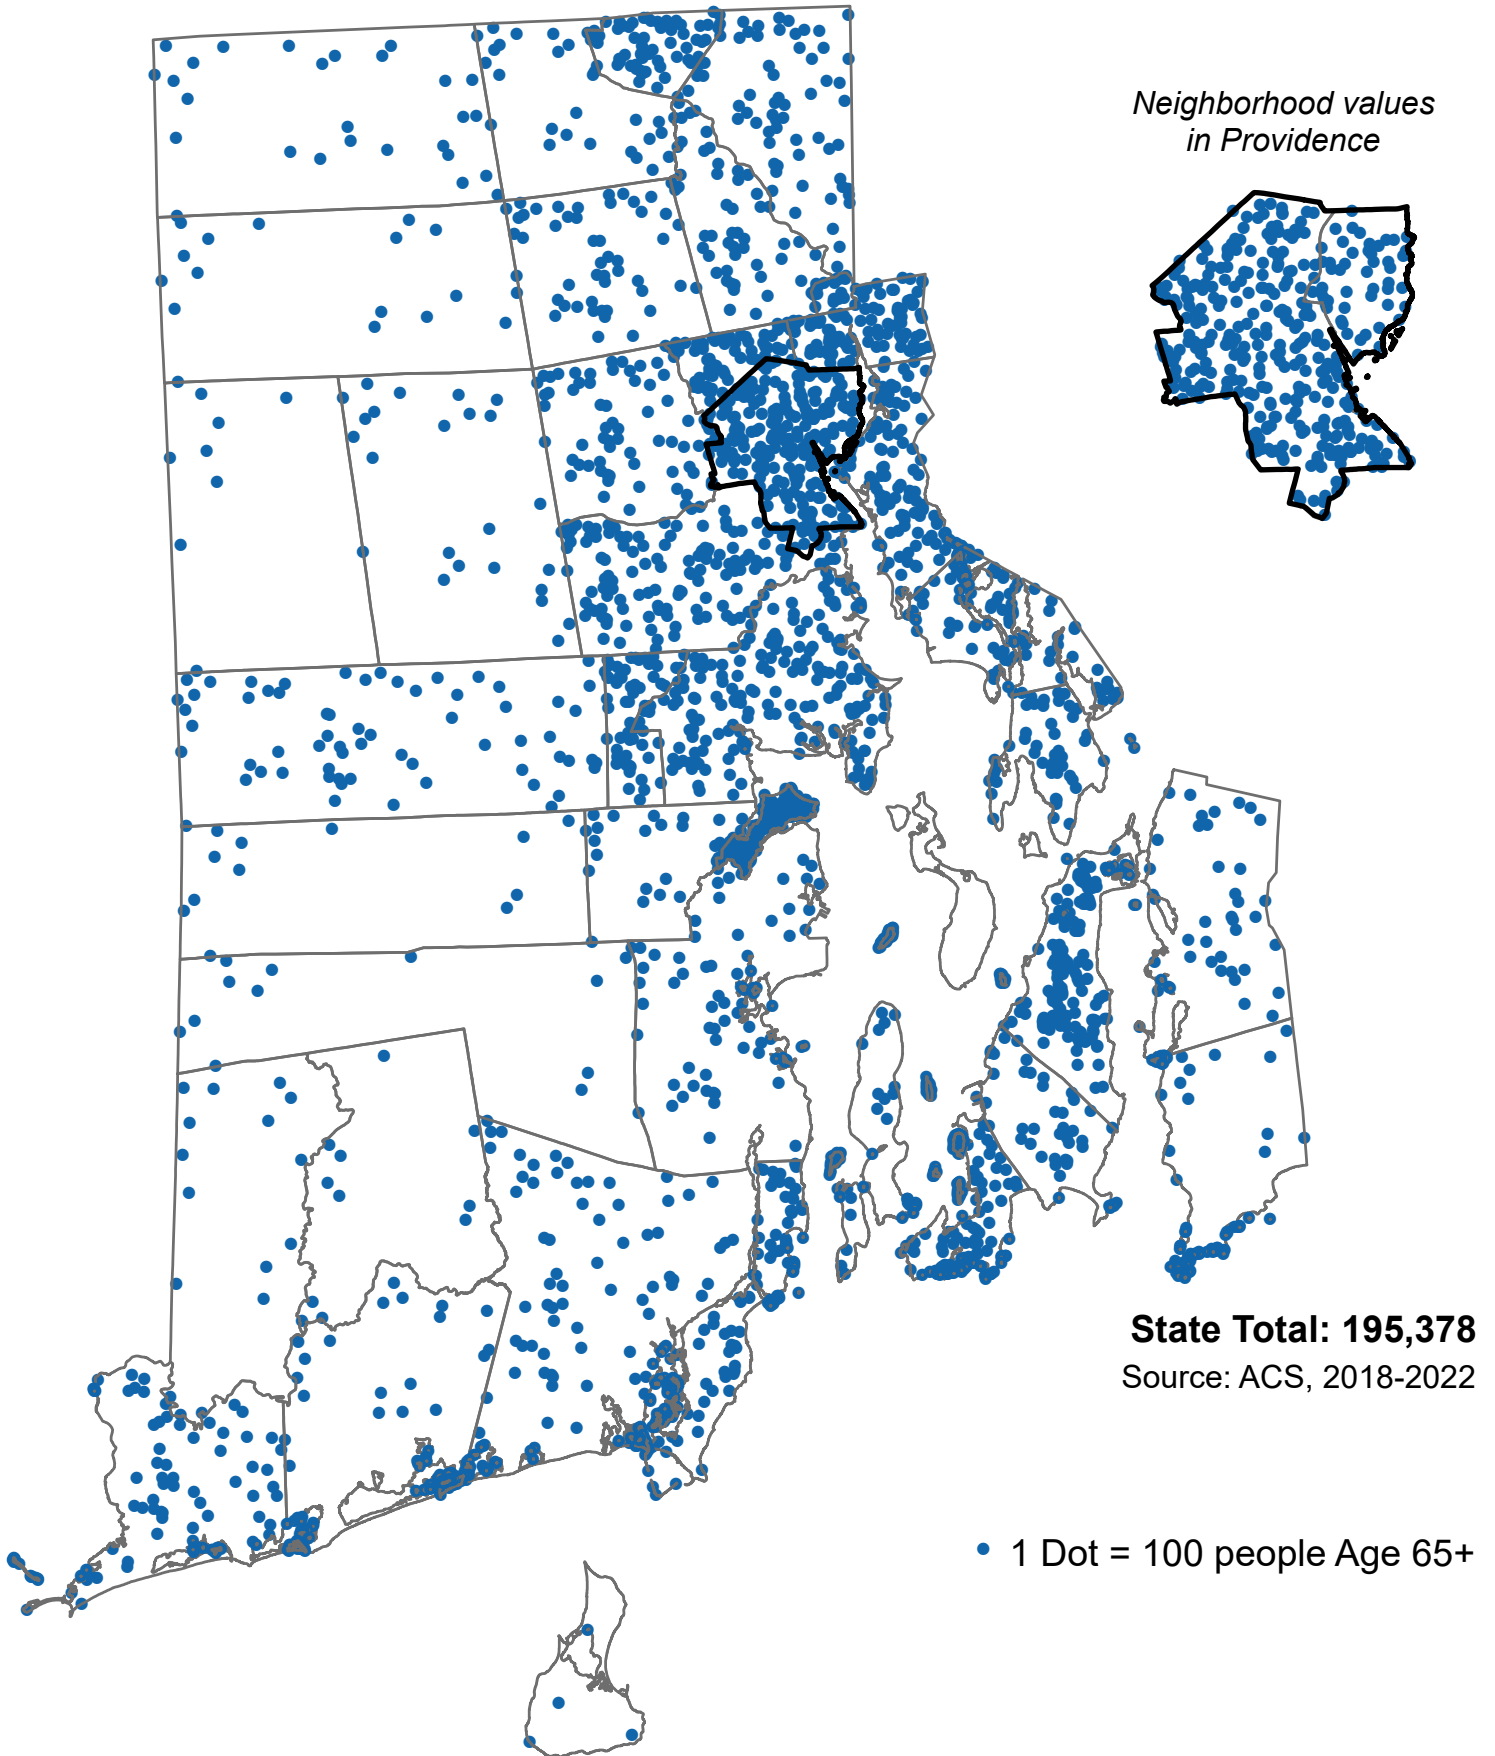 Neighborhood values
in Providence
State Total: 195,378
Source: ACS, 2018-2022
1 Dot = 100 people Age 65+